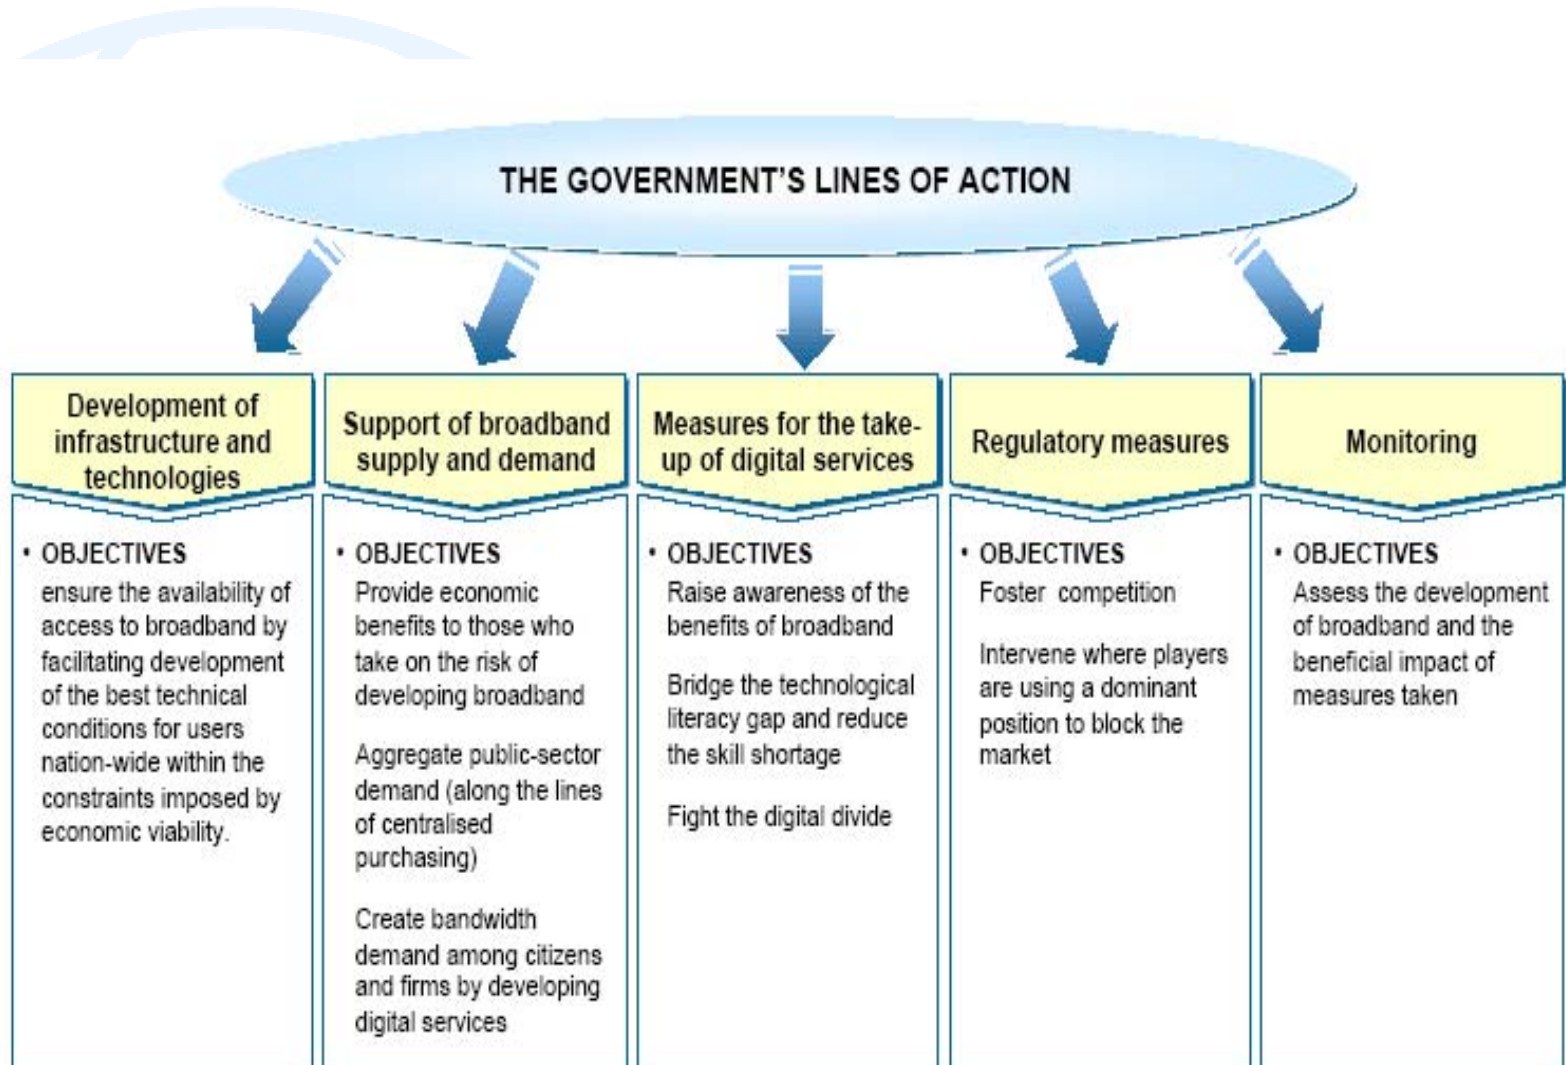 THE GOVERNMENT'S LINES OF ACTION
Development of
infrastructure and
technologies
• OBJECTIVES
ensure the availability of
access to broadband by
facilitating development
of the best technical
conditions for users
nation-wide within the
constraints imposed by
economic viability.
Support of broadband
supply and demand
• OBJECTIVES
Provide economic
benefits to those who
take on the risk of
developing broadband
Aggregate public-sector
demand (along the lines
of centralised
purchasing)
Create bandwidth
demand among citizens
and firms by developing
digital services
Measures for the take-
up of digital services
• OBJECTIVES
Raise awareness of the
benefits of broadband
Bridge the technological
literacy gap and reduce
the skill shortage
Fight the digital divide
Regulatory measures
• OBJECTIVES
Foster competition
Intervene where players
are using a dominant
position to block the
market
Monitoring
• OBJECTIVES
Assess the development
of broadband and the
beneficial impact of
measures taken